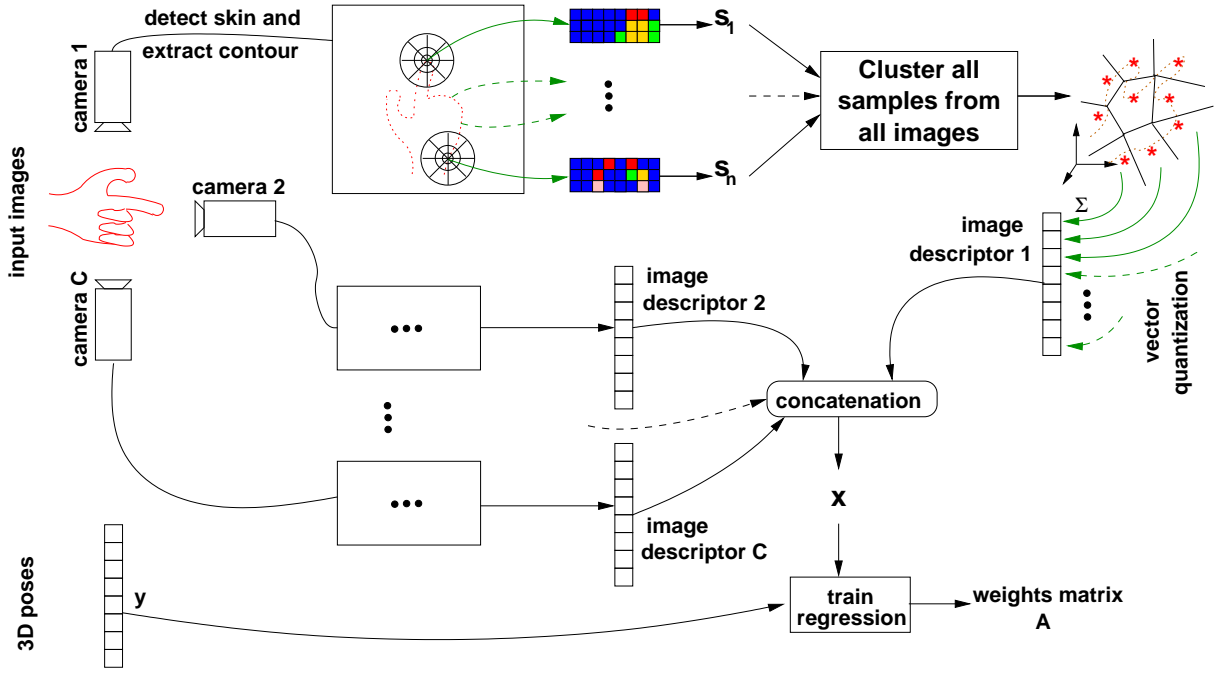 detect skin and
extract contour
camera 1
S1
Sn
Cluster all
samples from
all images
input images
camera 2
camera C
Σ
image
descriptor 1
vector
quantization
image
descriptor 2
concatenation
x
image
descriptor C
3D poses
y
train
regression
weights matrix
A